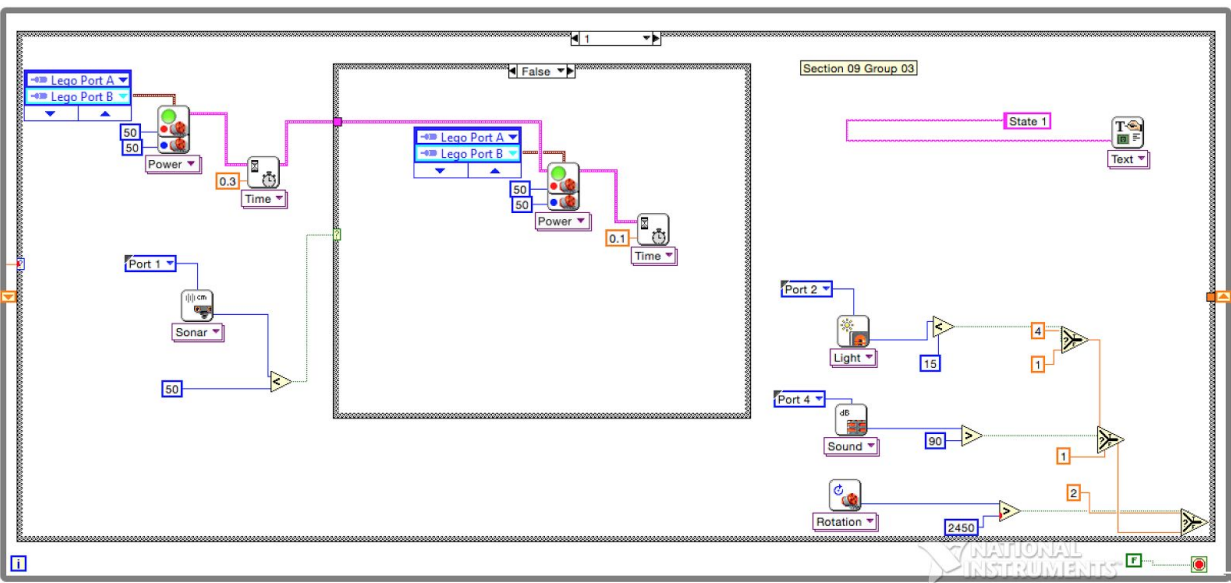 1
Lego Port A
Lego Port B
50
50
Power
0.3
Time
Port 1
cm
Sonar
50
<
?
False
Lego Port A
Lego Port B
50
50
Power
0.1
Time
?
Section 09 Group 03
State 1
T
Text
Port 2
Light
<
15
4
1
?
Port 4
dB
Sound
>
90
1
?
Rotation
>
2450
2
?
i
NATIONAL
INSTRUMENTS
F